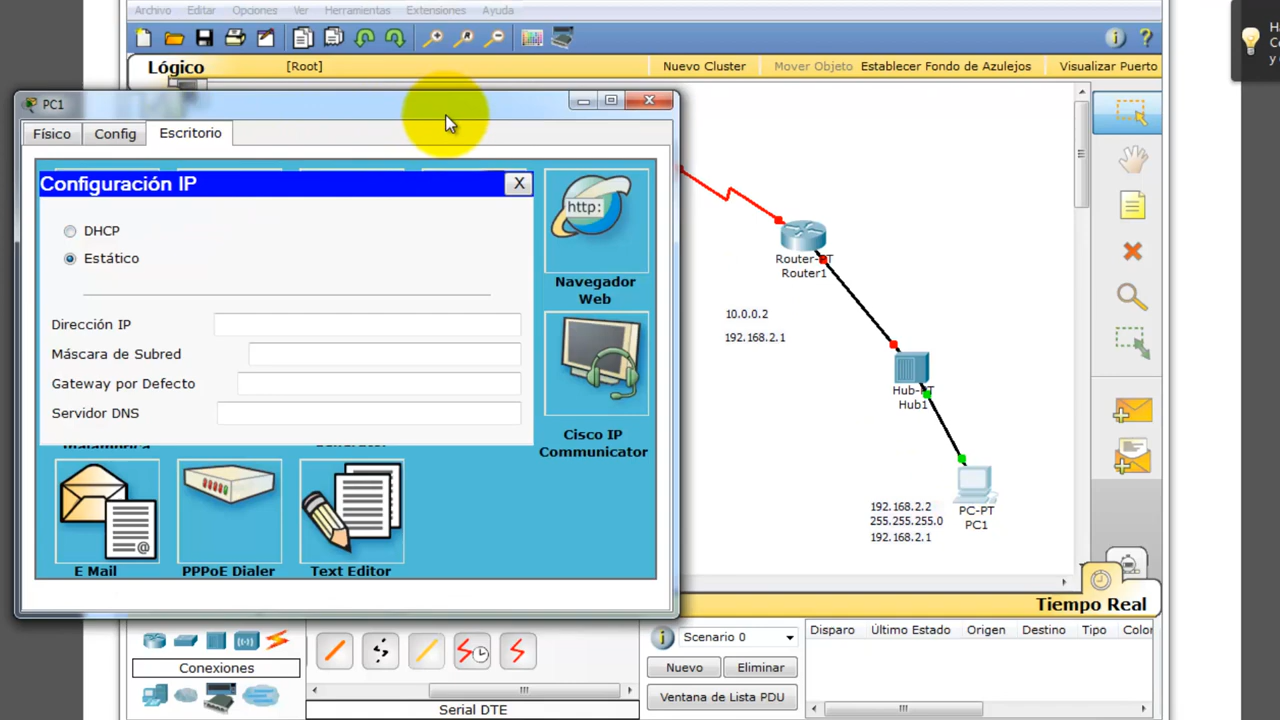 Archivo Editar Opciones Ver Herramientas Extensiones Ayuda
Lógico [Root] Nuevo Cluster Mover Objeto Establecer Fondo de Azulejos Visualizar Puerto
PC1
Físico Config Escritorio
Configuración IP X
DHCP
Estático
Dirección IP
Máscara de Subred
Gateway por Defecto
Servidor DNS
http:
Navegador
Web
Cisco IP
Communicator
E Mail PPPoE Dialer Text Editor
Router-PT
Router1
10.0.0.2
192.168.2.1
Hub-PT
Hub1
192.168.2.2
255.255.255.0
192.168.2.1
PC-PT
PC1
Tiempo Real
Conexiones
Serial DTE
Scenario 0
Nuevo Eliminar
Ventana de Lista PDU
Disparo Último Estado Origen Destino Tipo Color